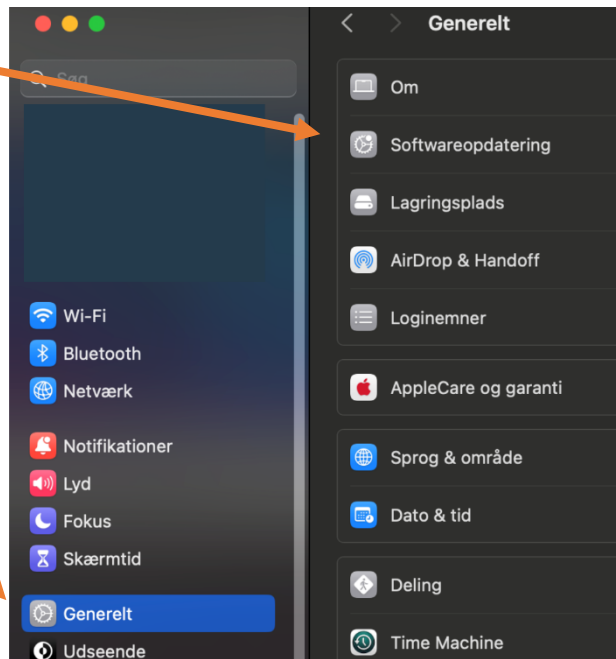 Søg
Wi-Fi
Bluetooth
Netværk
Notifikationer
Lyd
Fokus
Skærmtid
Generelt
Udseende
Generelt
Om
Softwareopdatering
Lagringsplads
AirDrop & Handoff
Loginemner
AppleCare og garanti
Sprog & område
Dato & tid
Deling
Time Machine